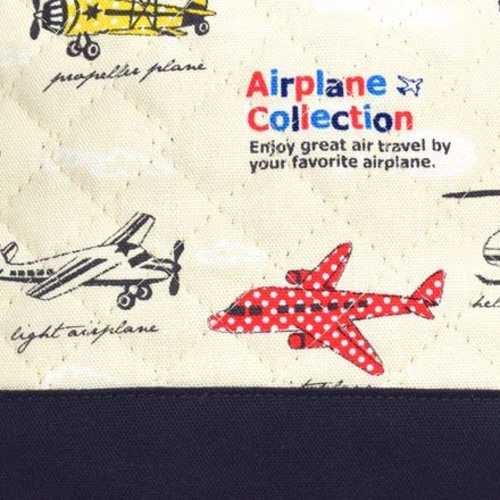 propeller plane
Airplane
Collection
Enjoy great air travel by
your favorite airplane.
light airplane